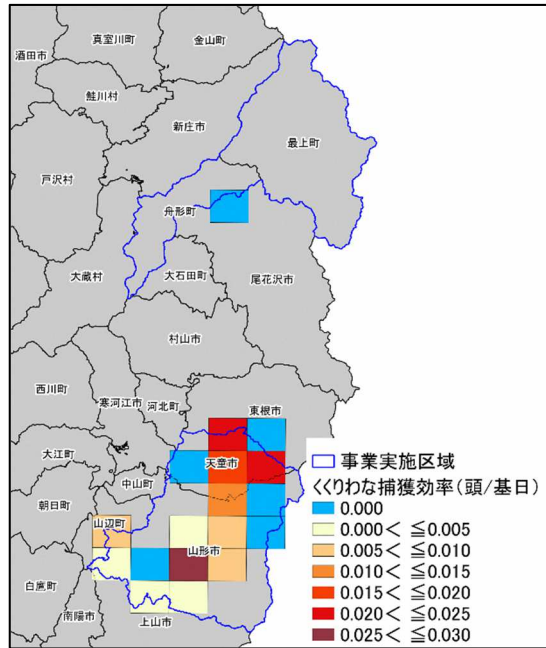 真室川町
金山町
酒田市
鮭川村
新庄市
最上町
戸沢村
舟形町
大蔵村
大石田町
尾花沢市
村山市
西川町
寒河江市
河北町
東根市
大江町
天童市
中山町
朝日町
山辺町
山形市
白鷹町
南陽市
上山市
事業実施区域
くくりわな捕獲効率(頭/基日)
0.000
0.000< ≦0.005
0.005< ≦0.010
0.010< ≦0.015
0.015< ≦0.020
0.020< ≦0.025
0.025< ≦0.030